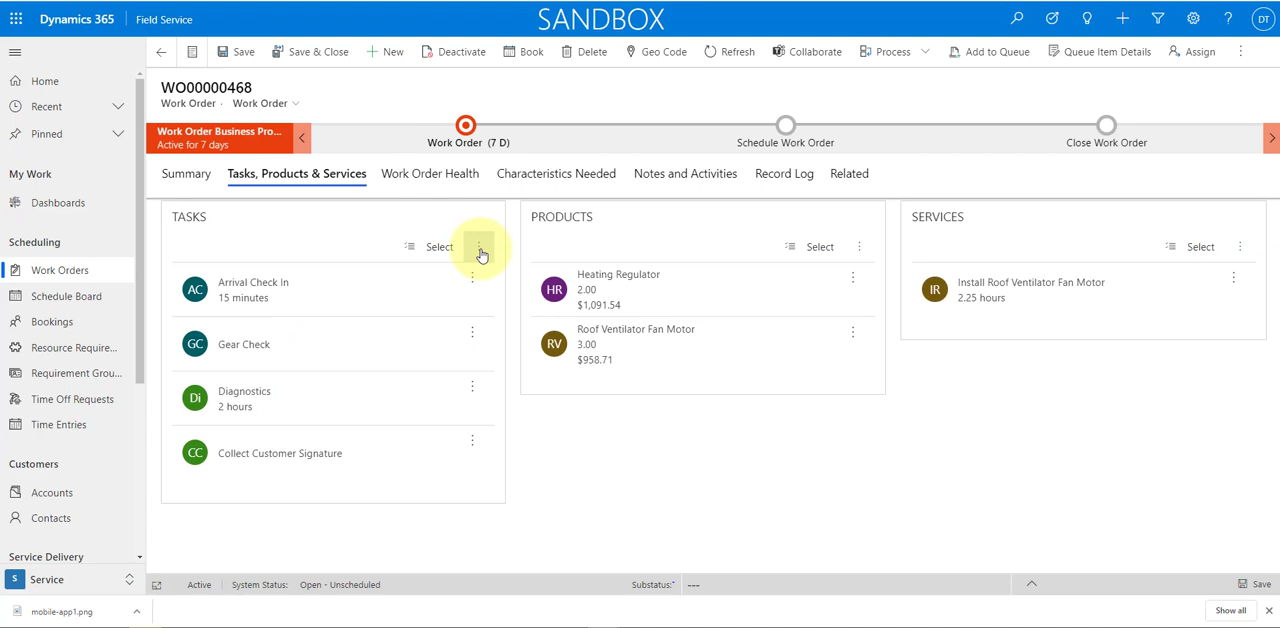 Dynamics 365
Field Service
SANDBOX
?
DT
Save
Save & Close
New
Deactivate
Book
Delete
Geo Code
Refresh
Collaborate
Process
Add to Queue
Queue Item Details
Assign
Home
Recent
Pinned
My Work
Dashboards
Scheduling
Work Orders
Schedule Board
Bookings
Resource Require...
Requirement Grou...
Time Off Requests
Time Entries
Customers
Accounts
Contacts
Service Delivery
S
Service
WO00000468
Work Order · Work Order
Work Order Business Pro...
Active for 7 days
Work Order (7 D)
Schedule Work Order
Close Work Order
Summary
Tasks, Products & Services
Work Order Health
Characteristics Needed
Notes and Activities
Record Log
Related
TASKS
Select
AC
Arrival Check In
15 minutes
GC
Gear Check
Di
Diagnostics
2 hours
CC
Collect Customer Signature
PRODUCTS
Select
HR
Heating Regulator
2.00
$1,091.54
RV
Roof Ventilator Fan Motor
3.00
$958.71
SERVICES
Select
IR
Install Roof Ventilator Fan Motor
2.25 hours
Active
System Status:
Open - Unscheduled
Substatus:*
---
Save
mobile-app1.png
Show all